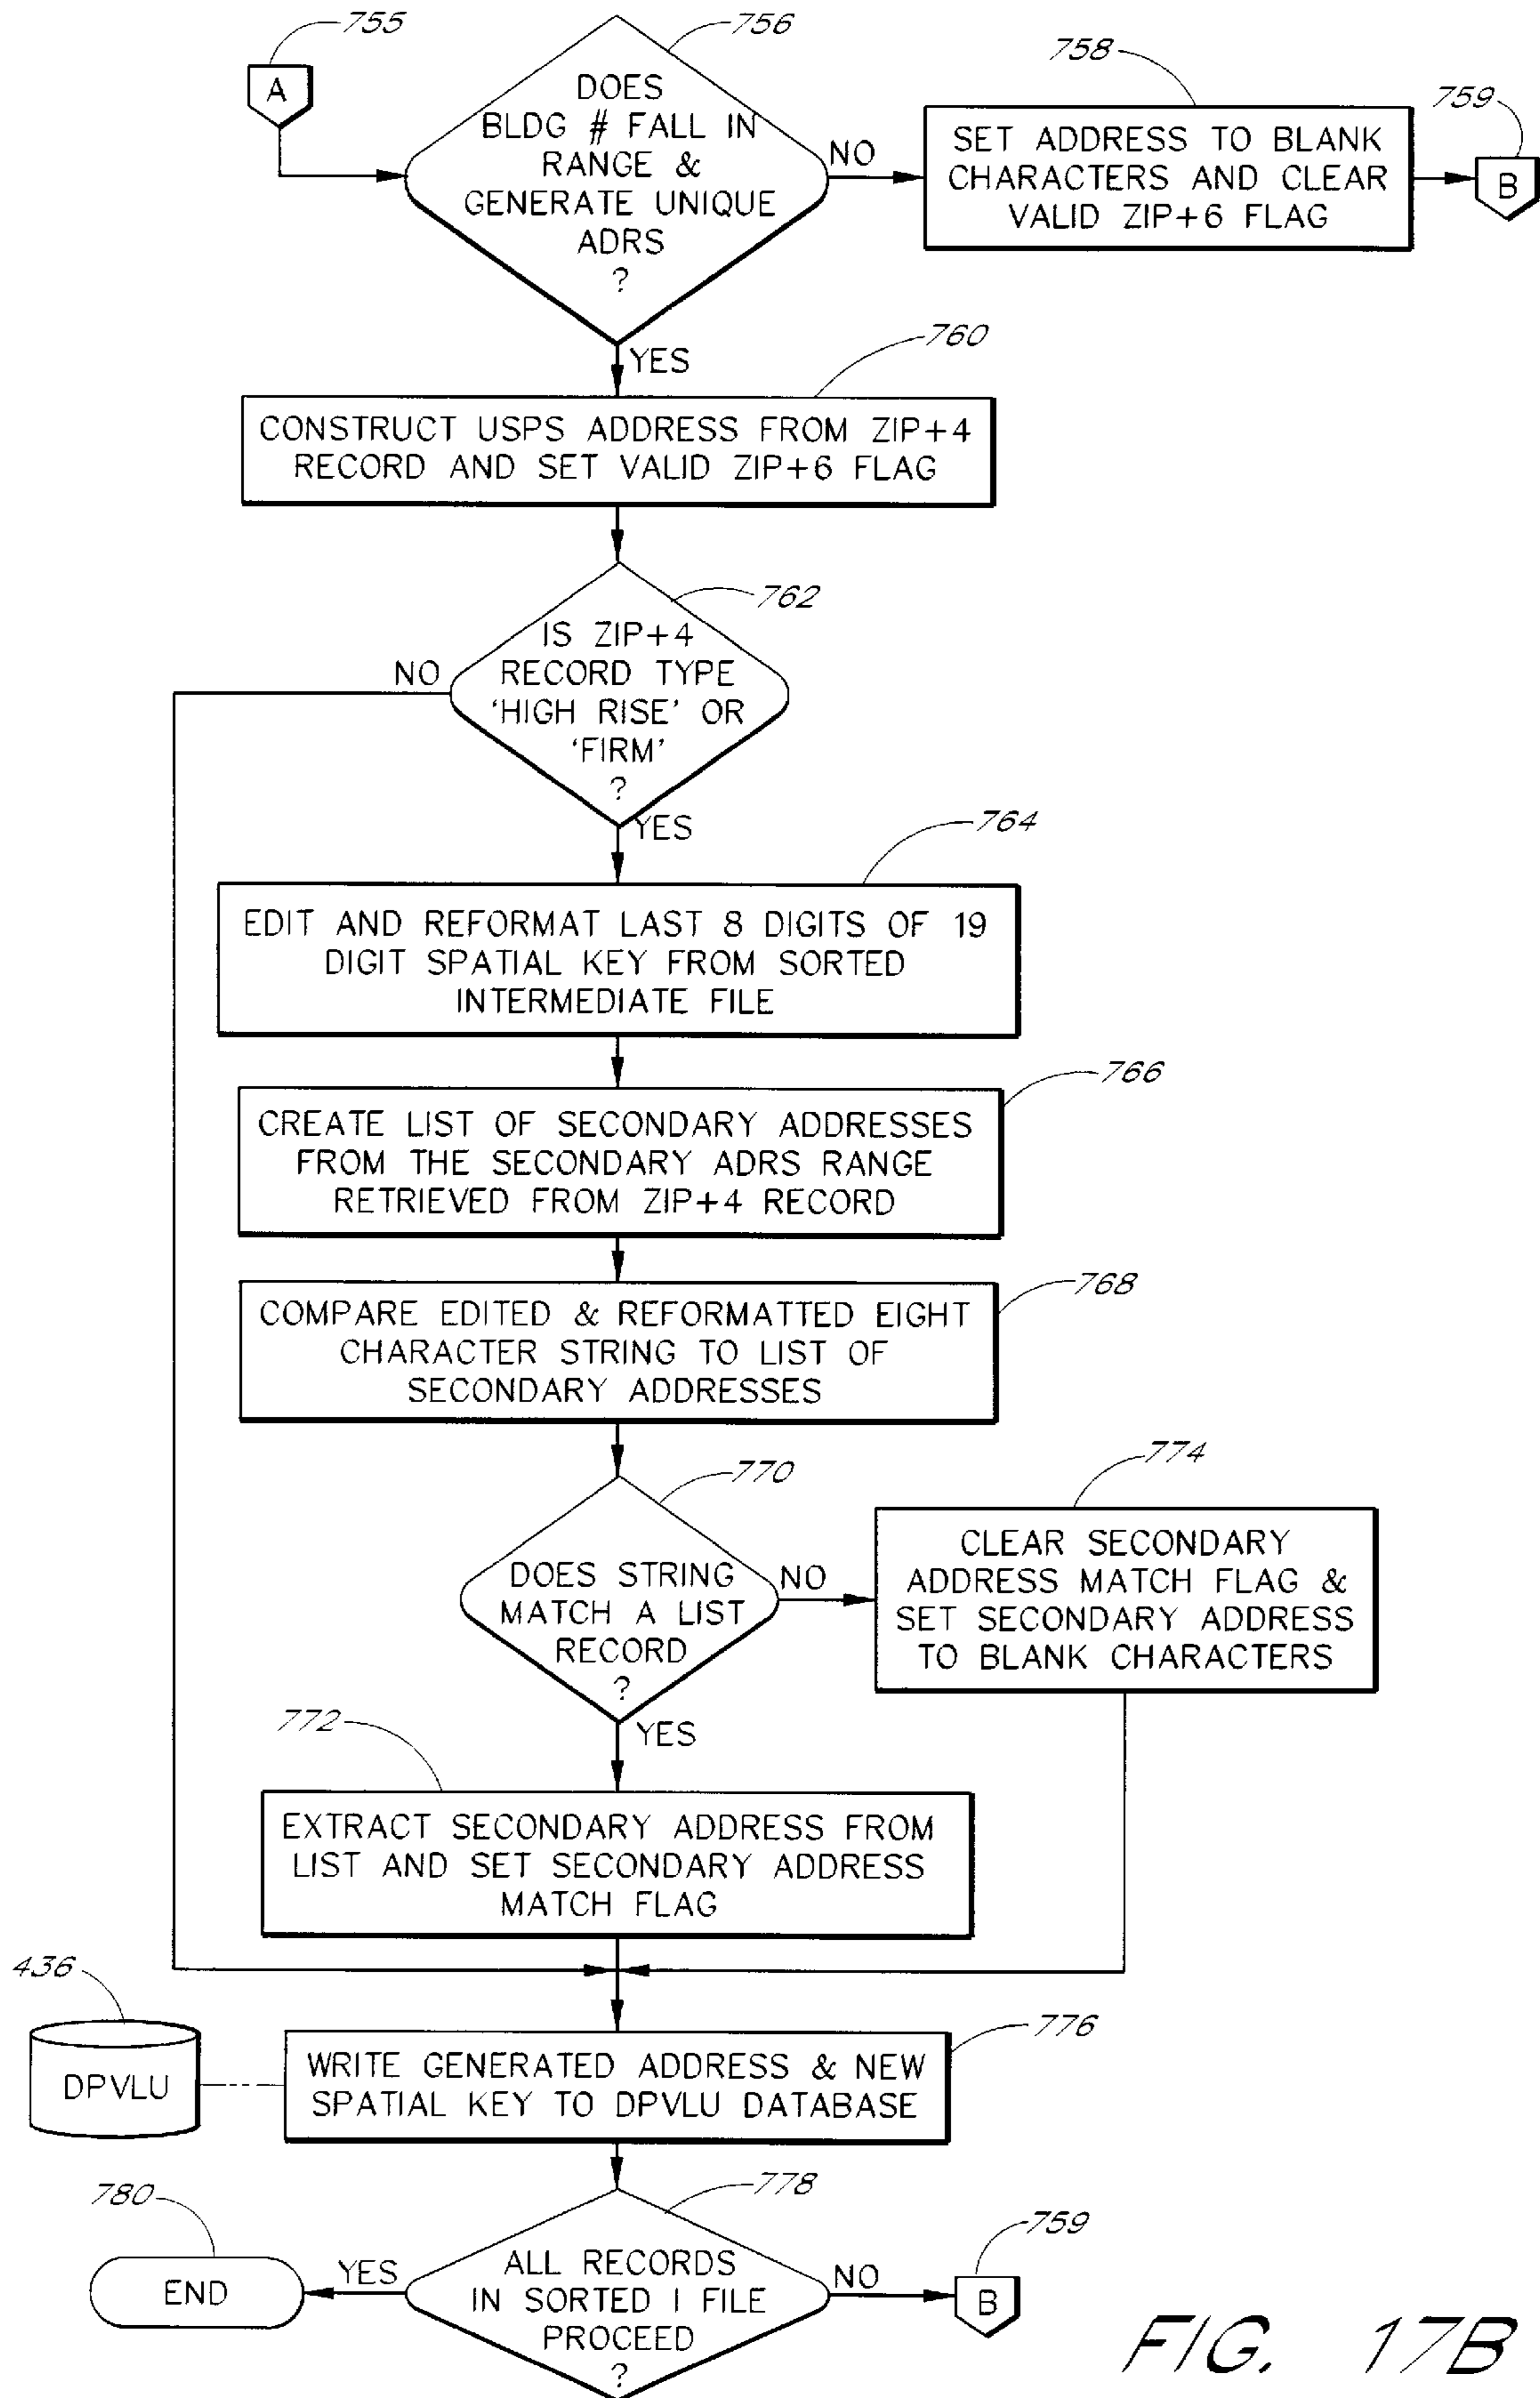 755
756
A
DOES
BLDG # FALL IN
RANGE &
GENERATE UNIQUE
ADRS
?
NO
758
SET ADDRESS TO BLANK
CHARACTERS AND CLEAR
VALID ZIP+6 FLAG
759
B
YES
760
CONSTRUCT USPS ADDRESS FROM ZIP+4
RECORD AND SET VALID ZIP+6 FLAG
762
IS ZIP+4
RECORD TYPE
'HIGH RISE' OR
'FIRM'
?
NO
YES
764
EDIT AND REFORMAT LAST 8 DIGITS OF 19
DIGIT SPATIAL KEY FROM SORTED
INTERMEDIATE FILE
766
CREATE LIST OF SECONDARY ADDRESSES
FROM THE SECONDARY ADRS RANGE
RETRIEVED FROM ZIP+4 RECORD
768
COMPARE EDITED & REFORMATTED EIGHT
CHARACTER STRING TO LIST OF
SECONDARY ADDRESSES
770
DOES STRING
MATCH A LIST
RECORD
?
NO
774
CLEAR SECONDARY
ADDRESS MATCH FLAG &
SET SECONDARY ADDRESS
TO BLANK CHARACTERS
YES
772
EXTRACT SECONDARY ADDRESS FROM
LIST AND SET SECONDARY ADDRESS
MATCH FLAG
436
DPVLU
776
WRITE GENERATED ADDRESS & NEW
SPATIAL KEY TO DPVLU DATABASE
778
780
END
YES
ALL RECORDS
IN SORTED I FILE
PROCEED
?
NO
759
B
FIG. 17B